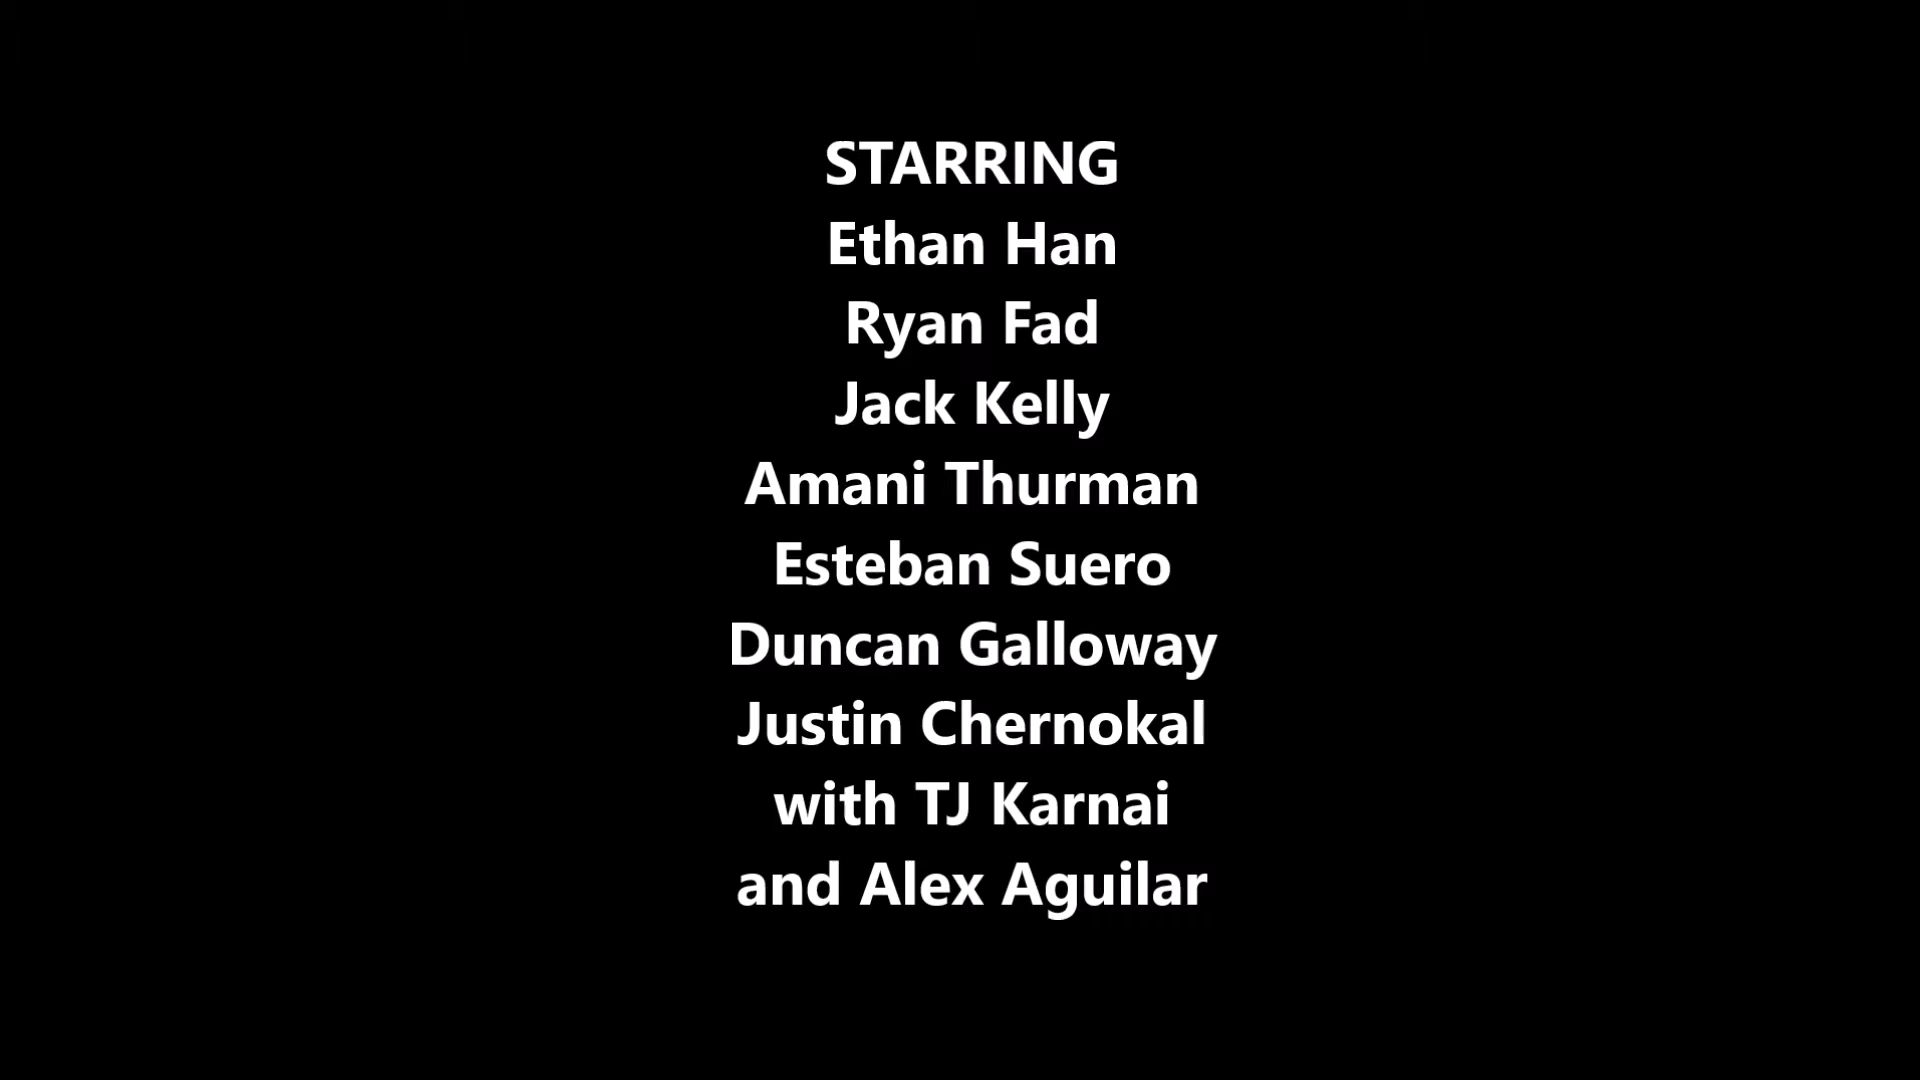 STARRING
Ethan Han
Ryan Fad
Jack Kelly
Amani Thurman
Esteban Suero
Duncan Galloway
Justin Chernokal
with TJ Karnai
and Alex Aguilar